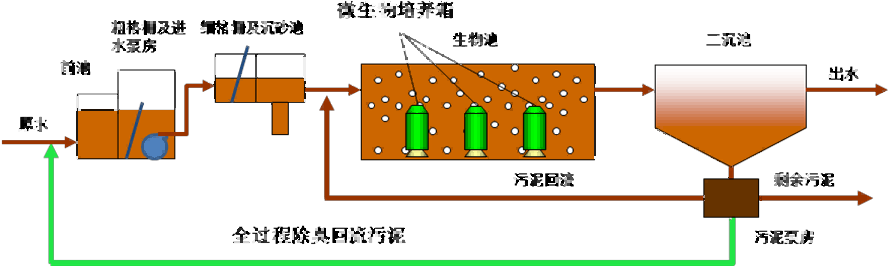 微生物培养箱
粗格栅及进
水泵房
细格栅及沉砂池
生物池
二沉池
前池
出水
原水
污泥回流
剩余污泥
全过程除臭回流污泥
污泥泵房